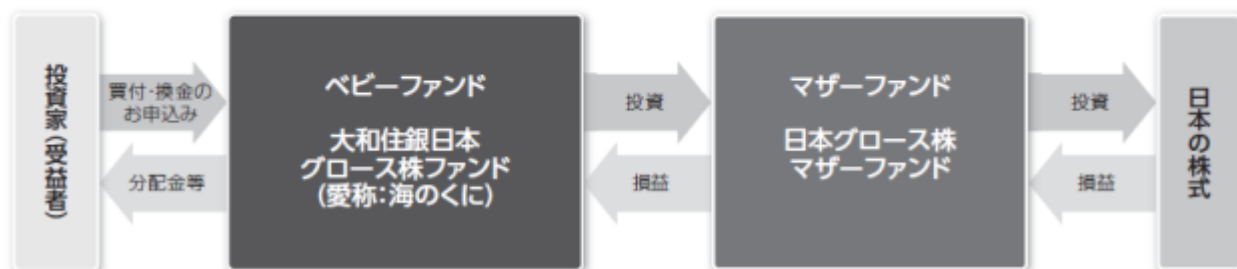 投資家(受益者)
買付・換金の
お申込み
分配金等
ベビーファンド
大和住銀日本
グロース株ファンド
(愛称:海のくに)
投資
損益
マザーファンド
日本グロース株
マザーファンド
投資
損益
日本の株式